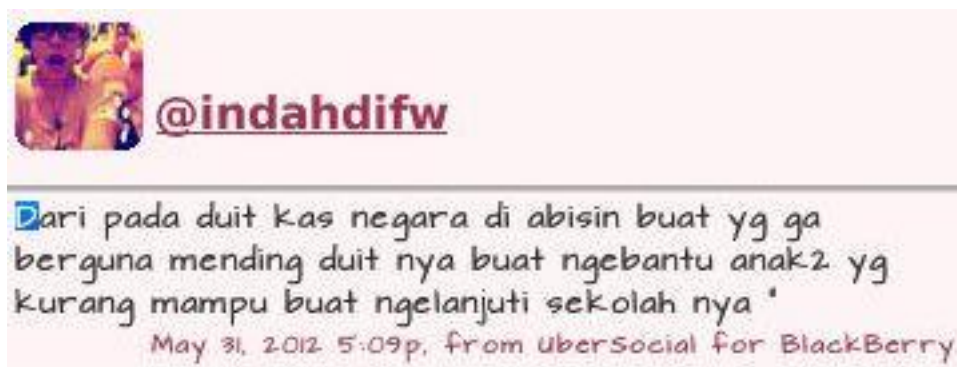 @indahdifw
Dari pada duit kas negara di abisin buat yg ga
berguna mending duit nya buat ngebantu anak2 yg
kurang mampu buat ngelanjuti sekolah nya "
May 31, 2012 5:09p, from UberSocial for BlackBerry